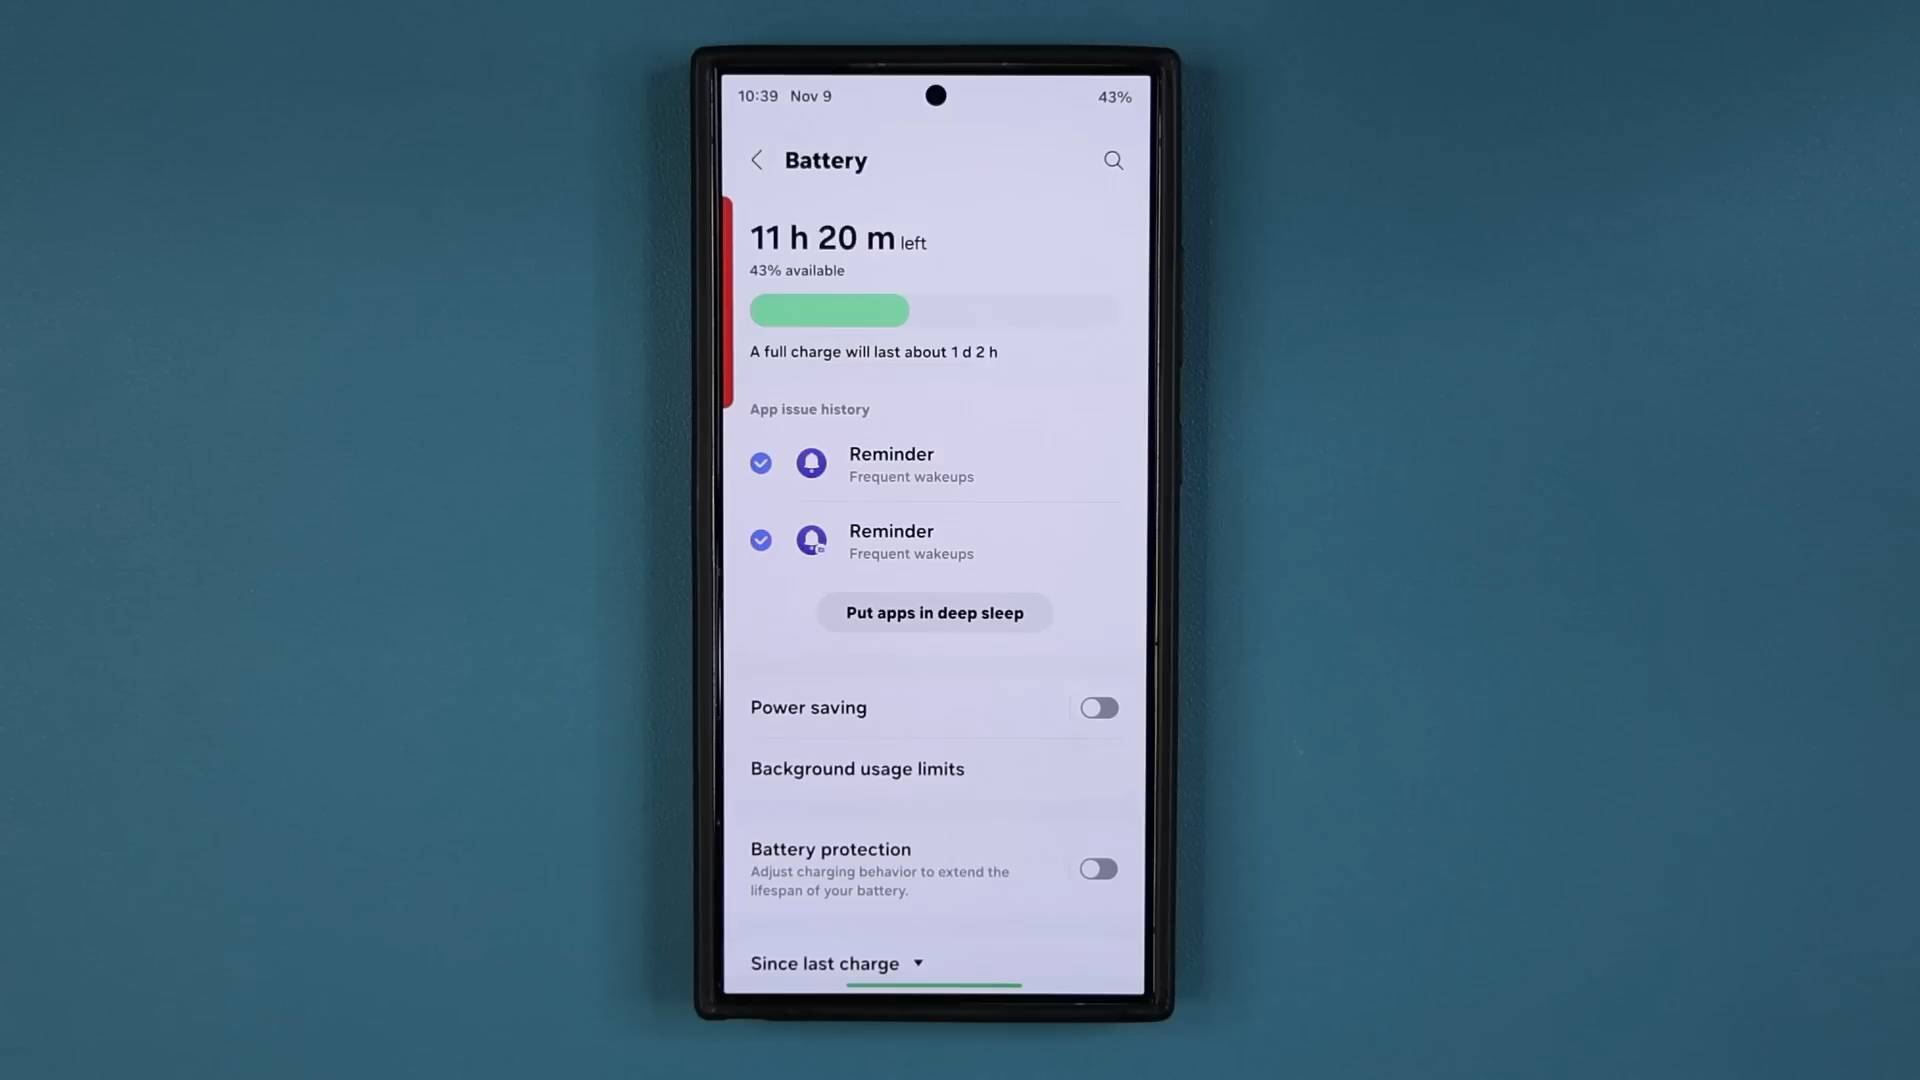 10:39 Nov 9
43%
Battery
11 h 20 m left
43% available
A full charge will last about 1 d 2 h
App issue history
Reminder
Frequent wakeups
Reminder
Frequent wakeups
Put apps in deep sleep
Power saving
Background usage limits
Battery protection
Adjust charging behavior to extend the
lifespan of your battery.
Since last charge